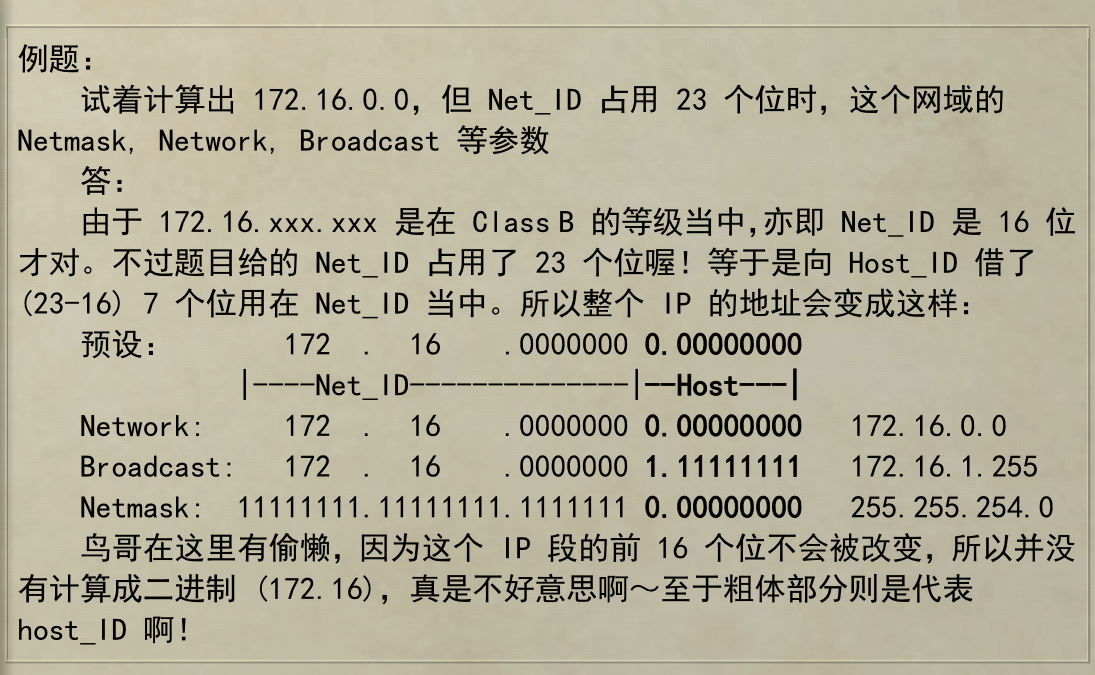 例题：
试着计算出 172.16.0.0，但 Net_ID 占用 23 个位时，这个网域的
Netmask, Network, Broadcast 等参数
答：
由于 172.16.xxx.xxx 是在 Class B 的等级当中,亦即 Net_ID 是 16 位
才对。不过题目给的 Net_ID 占用了 23 个位喔！等于是向 Host_ID 借了
(23-16) 7 个位用在 Net_ID 当中。所以整个 IP 的地址会变成这样：
预设： 172 . 16 .0000000 0.00000000
|----Net_ID--------------|--Host---|
Network: 172 . 16 .0000000 0.00000000 172.16.0.0
Broadcast: 172 . 16 .0000000 1.11111111 172.16.1.255
Netmask: 11111111.11111111.1111111 0.00000000 255.255.254.0
鸟哥在这里有偷懒，因为这个 IP 段的前 16 个位不会被改变，所以并没
有计算成二进制 (172.16)，真是不好意思啊～至于粗体部分则是代表
host_ID 啊！